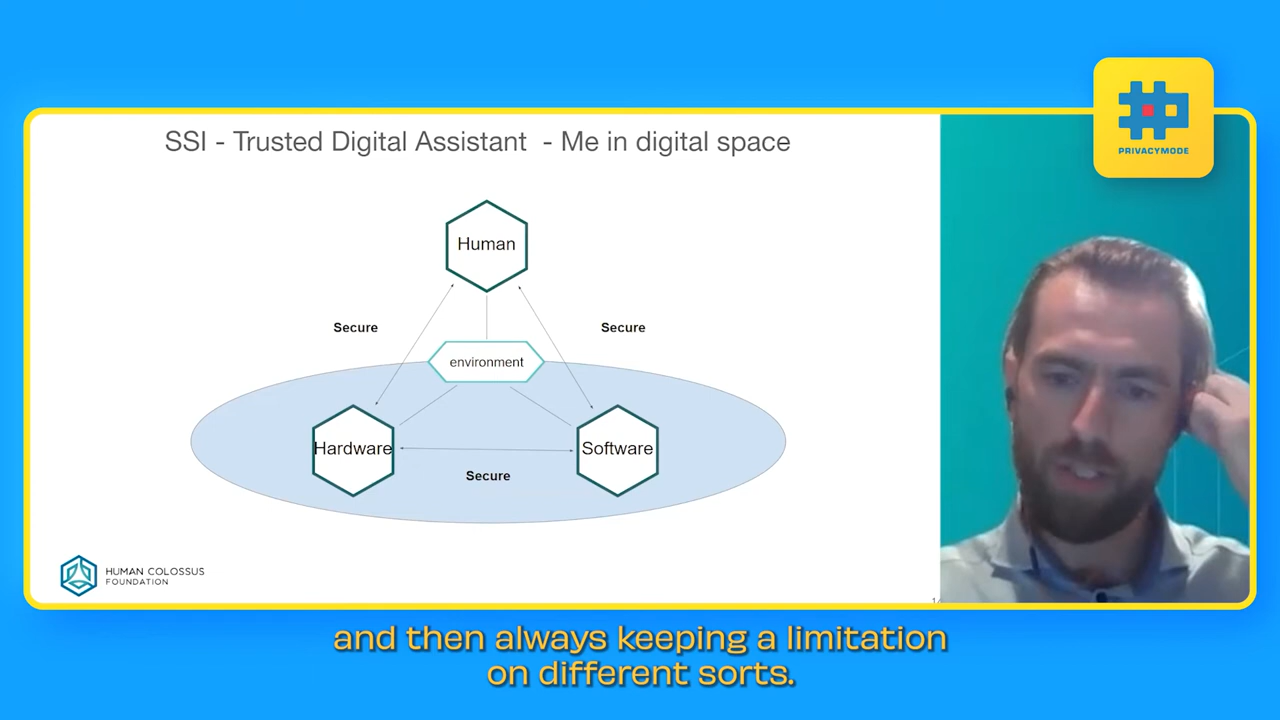 PRIVACYMODE
SSI - Trusted Digital Assistant - Me in digital space
Human
Secure
Secure
environment
Hardware
Software
Secure
HUMAN COLOSSUS
FOUNDATION
and then always keeping a limitation
on different sorts.